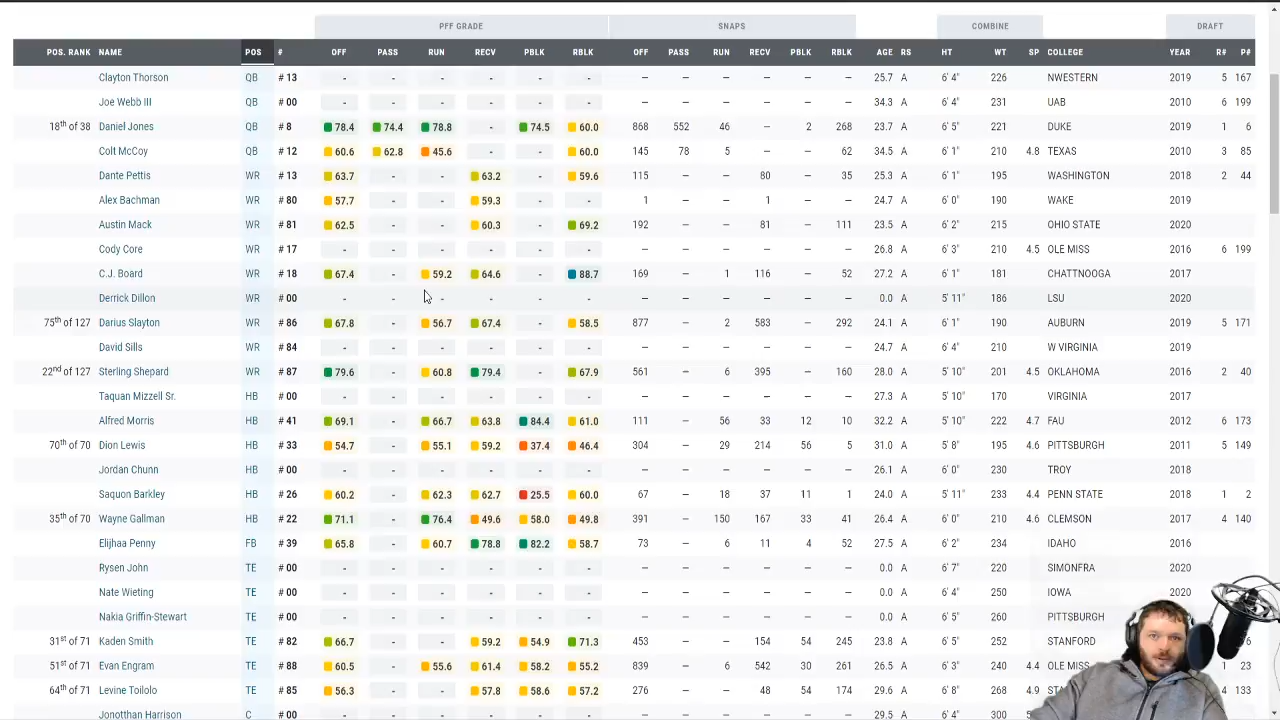 PFF GRADE SNAPS COMBINE DRAFT
POS. RANK NAME POS # OFF PASS RUN RECV PBLK RBLK OFF PASS RUN RECV PBLK RBLK AGE RS HT WT SP COLLEGE YEAR R# P#
Clayton Thorson QB # 13 - - - - - - — — — — — — 25.7 A 6' 4" 226 NWESTERN 2019 5 167
Joe Webb III QB # 00 - - - - - - — — — — — — 34.3 A 6' 4" 231 UAB 2010 6 199
18th of 38 Daniel Jones QB # 8 78.4 74.4 78.8 - 74.5 60.0 868 552 46 — 2 268 23.7 A 6' 5" 221 DUKE 2019 1 6
Colt McCoy QB # 12 60.6 62.8 45.6 - - 60.0 145 78 5 — — 62 34.5 A 6' 1" 210 4.8 TEXAS 2010 3 85
Dante Pettis WR # 13 63.7 - - 63.2 - 59.6 115 — — 80 — 35 25.3 A 6' 1" 195 WASHINGTON 2018 2 44
Alex Bachman WR # 80 57.7 - - 59.3 - - 1 — — 1 — — 24.7 A 6' 0" 190 WAKE 2019
Austin Mack WR # 81 62.5 - - 60.3 - 69.2 192 — — 81 — 111 23.5 A 6' 2" 215 OHIO STATE 2020
Cody Core WR # 17 - - - - - - — — — — — — 26.8 A 6' 3" 210 4.5 OLE MISS 2016 6 199
C.J. Board WR # 18 67.4 - 59.2 64.6 - 88.7 169 — 1 116 — 52 27.2 A 6' 1" 181 CHATTNOOGA 2017
Derrick Dillon WR # 00 - - - - - - — — — — — — 0.0 A 5' 11" 186 LSU 2020
75th of 127 Darius Slayton WR # 86 67.8 - 56.7 67.4 - 58.5 877 — 2 583 — 292 24.1 A 6' 1" 190 AUBURN 2019 5 171
David Sills WR # 84 - - - - - - — — — — — — 24.7 A 6' 4" 210 W VIRGINIA 2019
22nd of 127 Sterling Shepard WR # 87 79.6 - 60.8 79.4 - 67.9 561 — 6 395 — 160 28.0 A 5' 10" 201 4.5 OKLAHOMA 2016 2 40
Taquan Mizzell Sr. HB # 00 - - - - - - — — — — — — 27.3 A 5' 10" 170 VIRGINIA 2017
Alfred Morris HB # 41 69.1 - 66.7 63.8 84.4 61.0 111 — 56 33 12 10 32.2 A 5' 10" 222 4.7 FAU 2012 6 173
70th of 70 Dion Lewis HB # 33 54.7 - 55.1 59.2 37.4 46.4 304 — 29 214 56 5 31.0 A 5' 8" 195 4.6 PITTSBURGH 2011 5 149
Jordan Chunn HB # 00 - - - - - - — — — — — — 26.1 A 6' 0" 230 TROY 2018
Saquon Barkley HB # 26 60.2 - 62.3 62.7 25.5 60.0 67 — 18 37 11 1 24.0 A 5' 11" 233 4.4 PENN STATE 2018 1 2
35th of 70 Wayne Gallman HB # 22 71.1 - 76.4 49.6 58.0 49.8 391 — 150 167 33 41 26.4 A 6' 0" 210 4.6 CLEMSON 2017 4 140
Elijhaa Penny FB # 39 65.8 - 60.7 78.8 82.2 58.7 73 — 6 11 4 52 27.5 A 6' 2" 234 IDAHO 2016
Rysen John TE # 00 - - - - - - — — — — — — 0.0 A 6' 7" 220 SIMONFRA 2020
Nate Wieting TE # 00 - - - - - - — — — — — — 0.0 A 6' 4" 250 IOWA 2020
Nakia Griffin-Stewart TE # 00 - - - - - - — — — — — — 0.0 A 6' 5" 260 PITTSBURGH
31st of 71 Kaden Smith TE # 82 66.7 - - 59.2 54.9 71.3 453 — — 154 54 245 23.8 A 6' 5" 252 STANFORD
51st of 71 Evan Engram TE # 88 60.5 - 55.6 61.4 58.2 55.2 839 — 6 542 30 261 26.5 A 6' 3" 240 4.4 OLE MISS 1 23
64th of 71 Levine Toilolo TE # 85 56.3 - - 57.8 58.6 57.2 276 — — 48 54 174 29.6 A 6' 8" 268 4.9 4 133
Jonotthan Harrison C # 00 - - - - - - — — — — — — 29.5 A 6' 4" 300